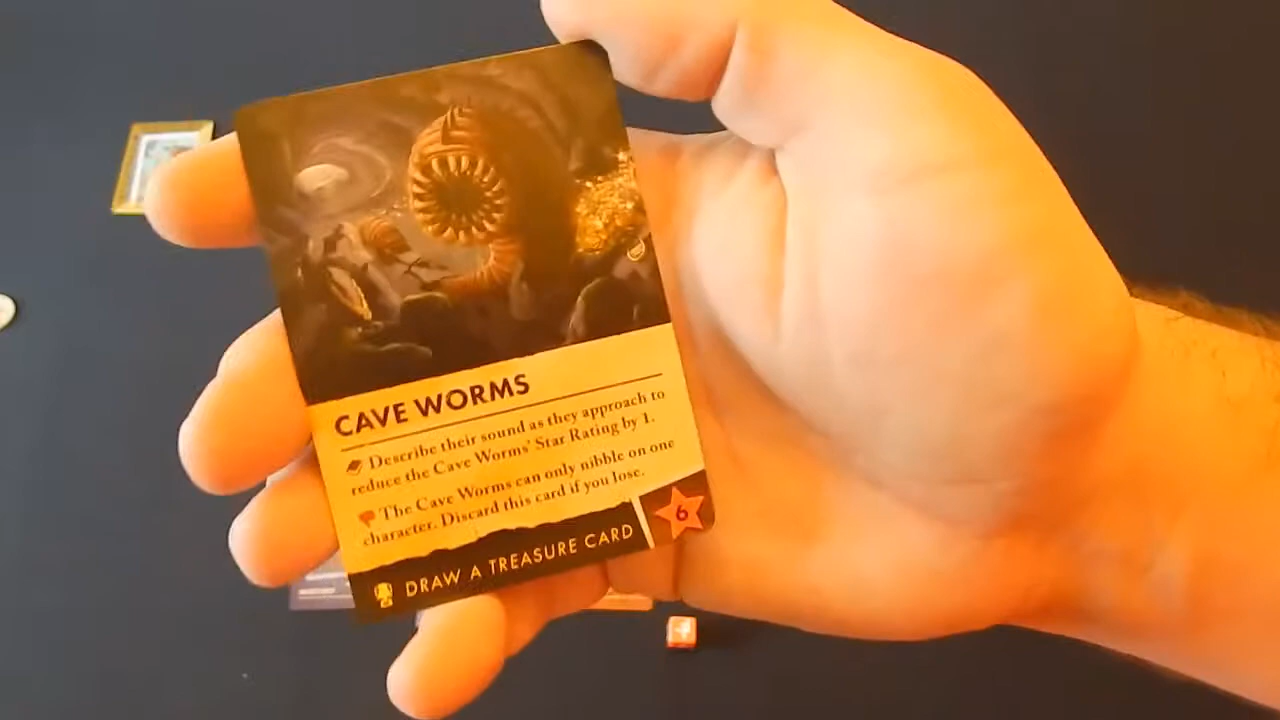 CAVE WORMS
Describe their sound as they approach to
reduce the Cave Worms' Star Rating by 1.
The Cave Worms can only nibble on one
character. Discard this card if you lose.
DRAW A TREASURE CARD
6